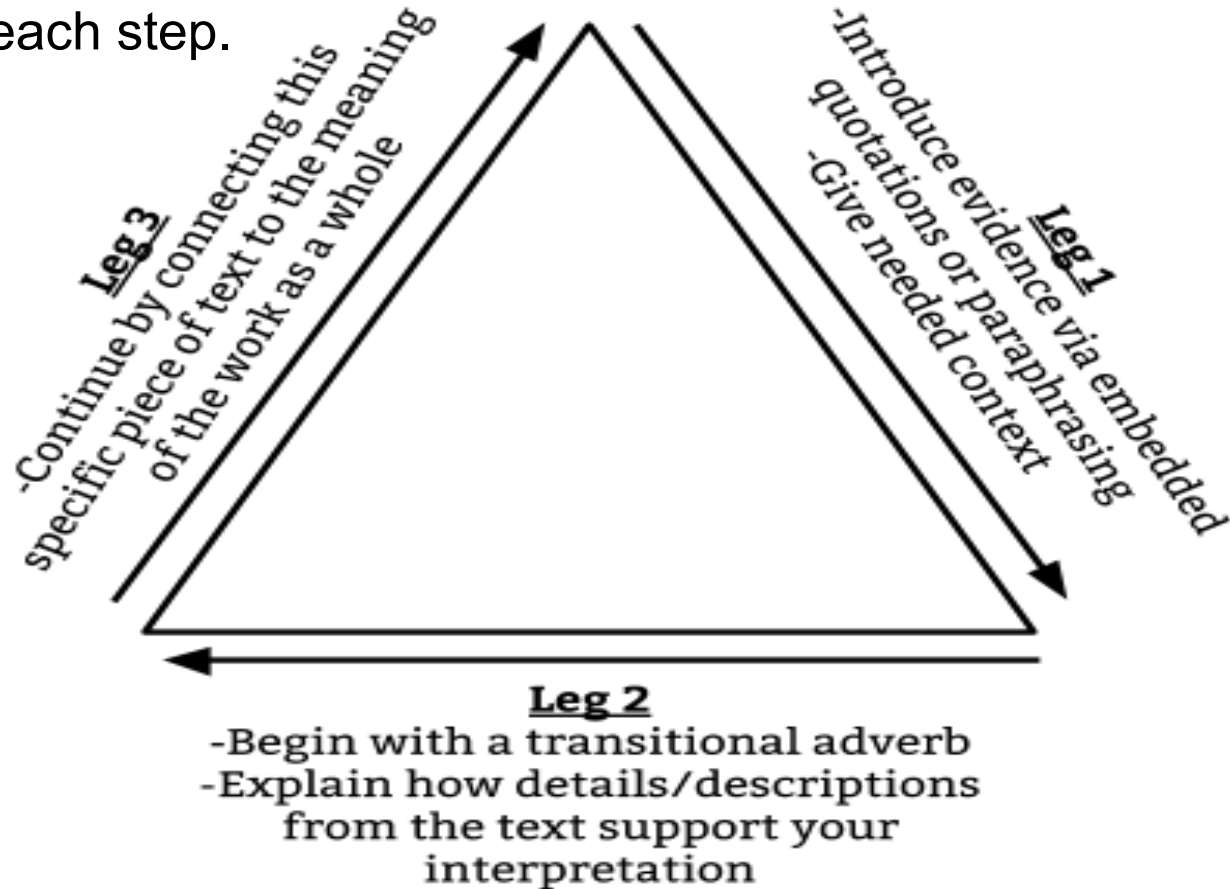 each step.
Leg 1
-Introduce evidence via embedded
quotations or paraphrasing
-Give needed context
Leg 2
-Begin with a transitional adverb
-Explain how details/descriptions
from the text support your
interpretation
Leg 3
-Continue by connecting this
specific piece of text to the meaning
of the work as a whole